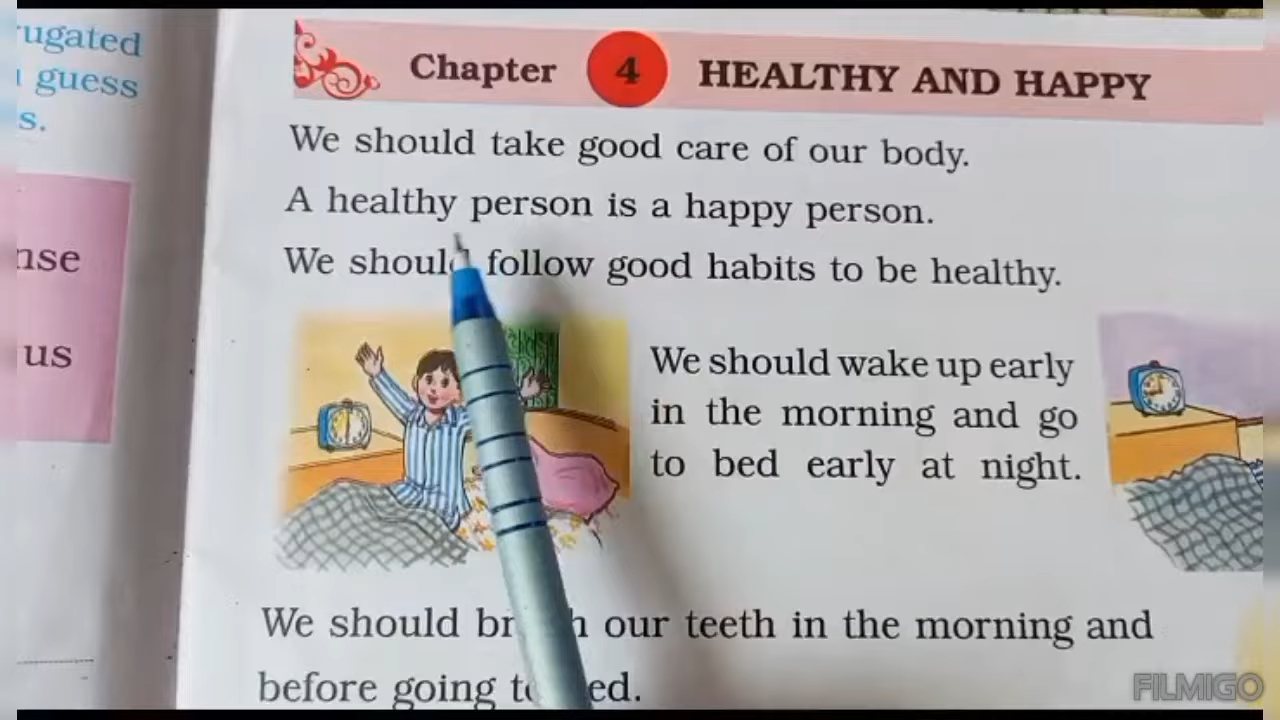 rugated
guess
s.
nse
us
Chapter 4 HEALTHY AND HAPPY
We should take good care of our body.
A healthy person is a happy person.
We should follow good habits to be healthy.
We should wake up early
in the morning and go
to bed early at night.
We should brush our teeth in the morning and
before going to bed.
FILMIGO